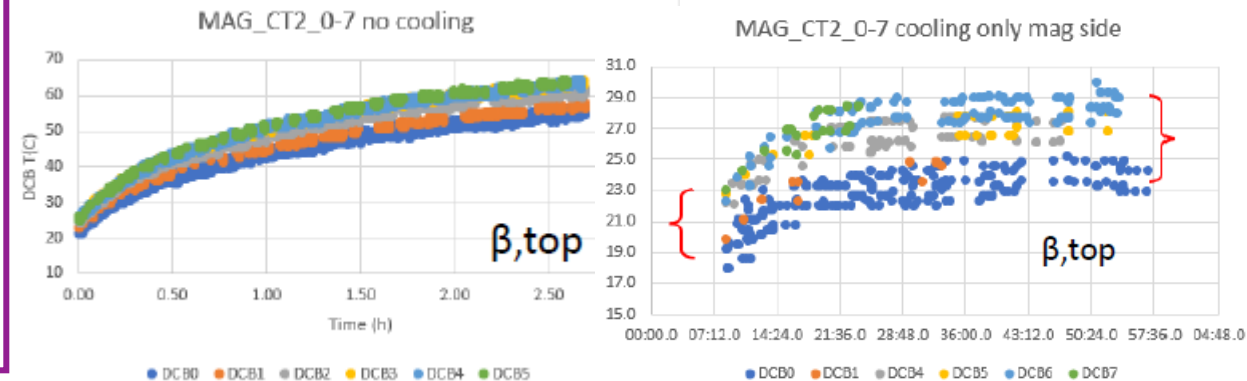 MAG_CT2_0-7 no cooling
70
60
50
40
30
20
10
DCB T(C)
0.00 0.50 1.00 1.50 2.00 2.50
Time (h)
β,top
DCB0 DCB1 DCB2 DCB3 DCB4 DCB5
MAG_CT2_0-7 cooling only mag side
31.0
29.0
27.0
25.0
23.0
21.0
19.0
17.0
15.0
β,top
00:00.0 07:12.0 14:24.0 21:36.0 28:48.0 36:00.0 43:12.0 50:24.0 57:36.0 04:48.0
DCB0 DCB1 DCB4 DCB5 DCB6 DCB7